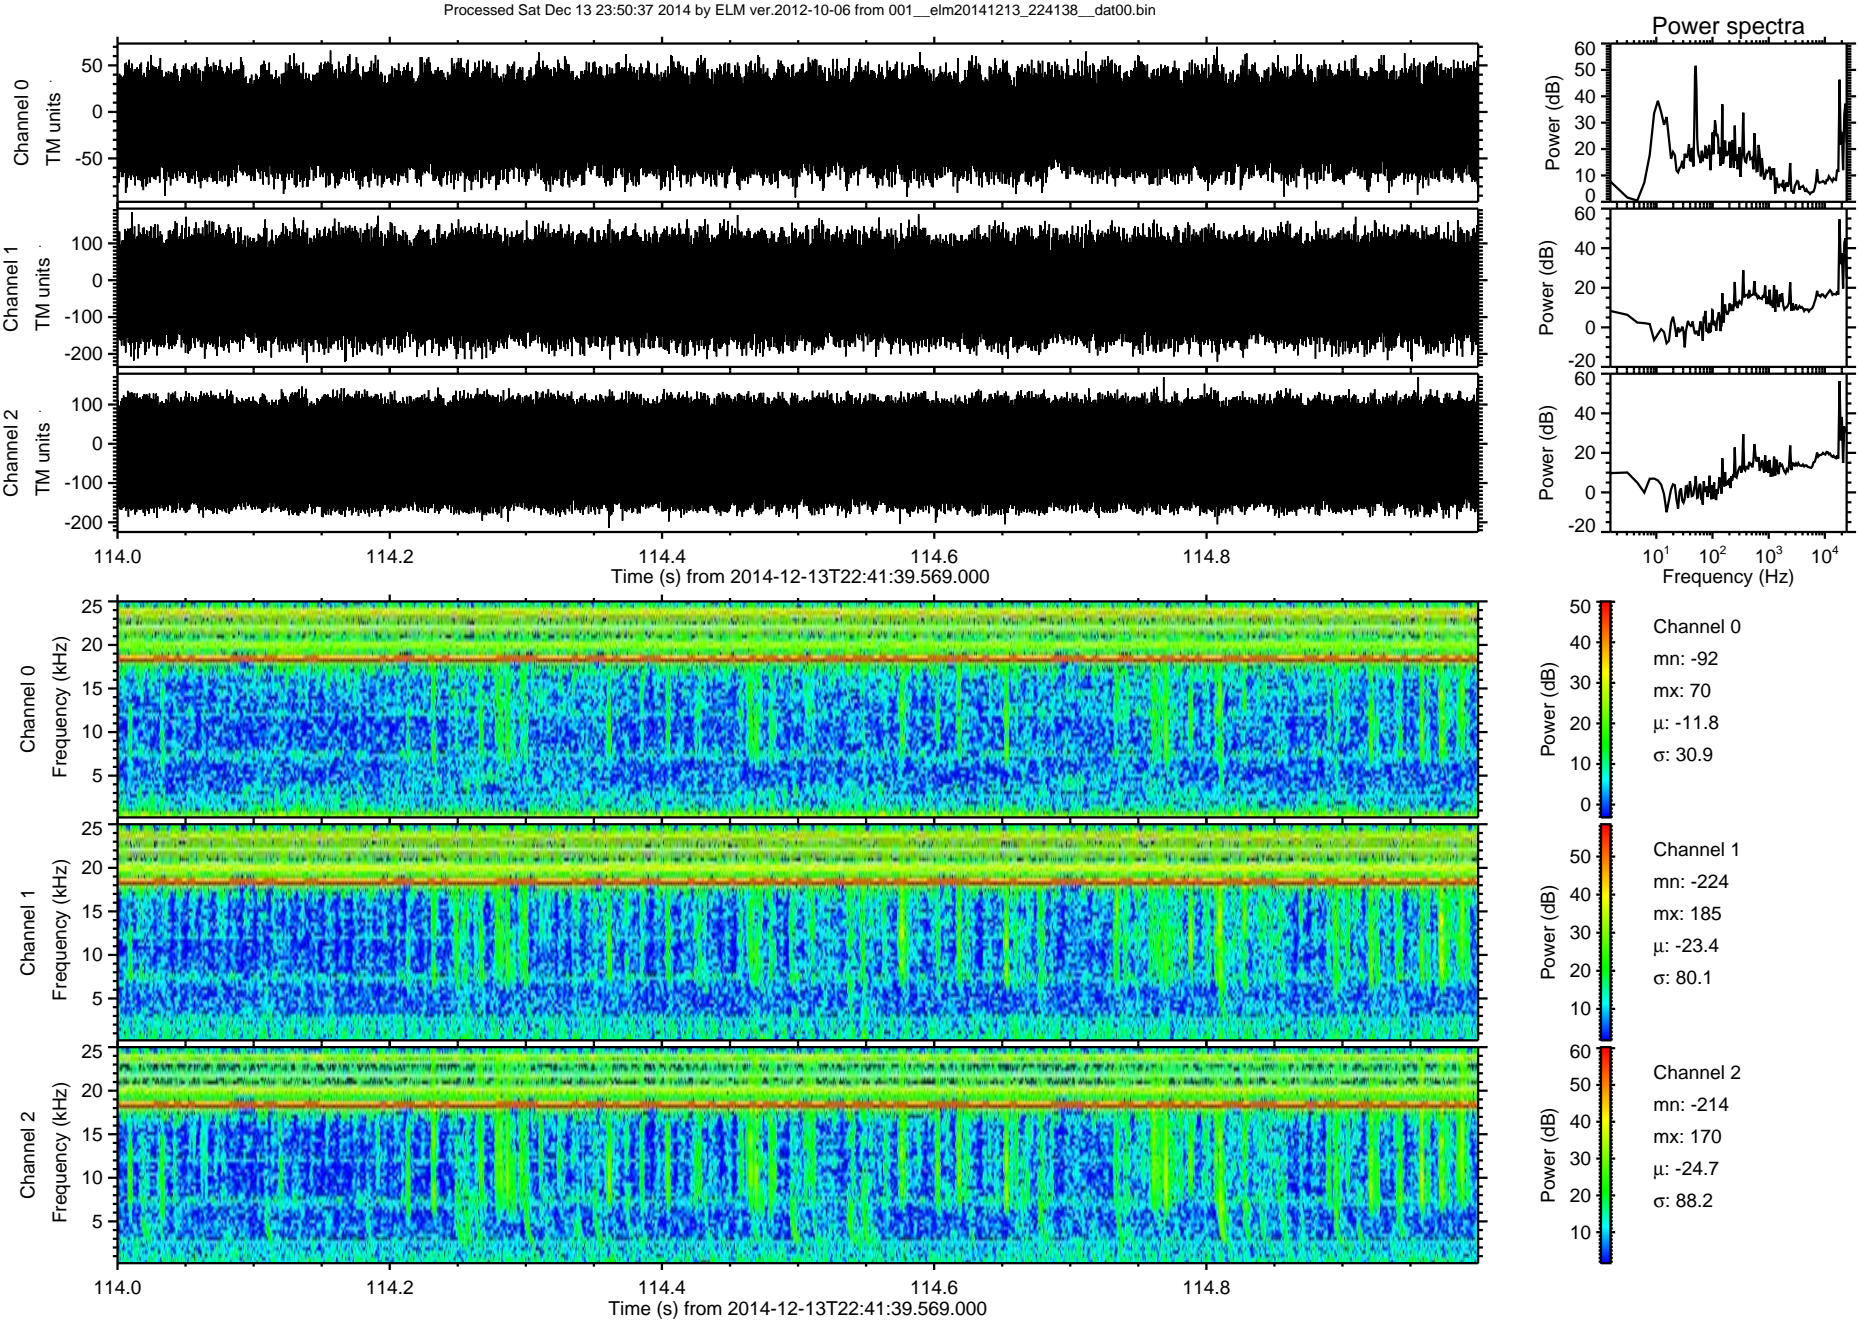 Processed Sat Dec 13 23:50:37 2014 by ELM ver.2012-10-06 from 001__elm20141213_224138__dat00.bin
Power spectra
Channel 0
TM units
50
0
-50
Power (dB)
60
50
40
30
20
10
0
Channel 1
TM units
100
0
-100
-200
Power (dB)
60
40
20
0
-20
Channel 2
TM units
100
0
-100
-200
Power (dB)
60
40
20
0
-20
114.0 114.2 114.4 114.6 114.8
Time (s) from 2014-12-13T22:41:39.569.000
10¹ 10² 10³ 10⁴
Frequency (Hz)
Channel 0
Frequency (kHz)
25
20
15
10
5
Power (dB)
50
40
30
20
10
0
Channel 0
mn: -92
mx: 70
μ: -11.8
σ: 30.9
Channel 1
Frequency (kHz)
25
20
15
10
5
Power (dB)
50
40
30
20
10
Channel 1
mn: -224
mx: 185
μ: -23.4
σ: 80.1
Channel 2
Frequency (kHz)
25
20
15
10
5
Power (dB)
60
50
40
30
20
10
Channel 2
mn: -214
mx: 170
μ: -24.7
σ: 88.2
114.0 114.2 114.4 114.6 114.8
Time (s) from 2014-12-13T22:41:39.569.000